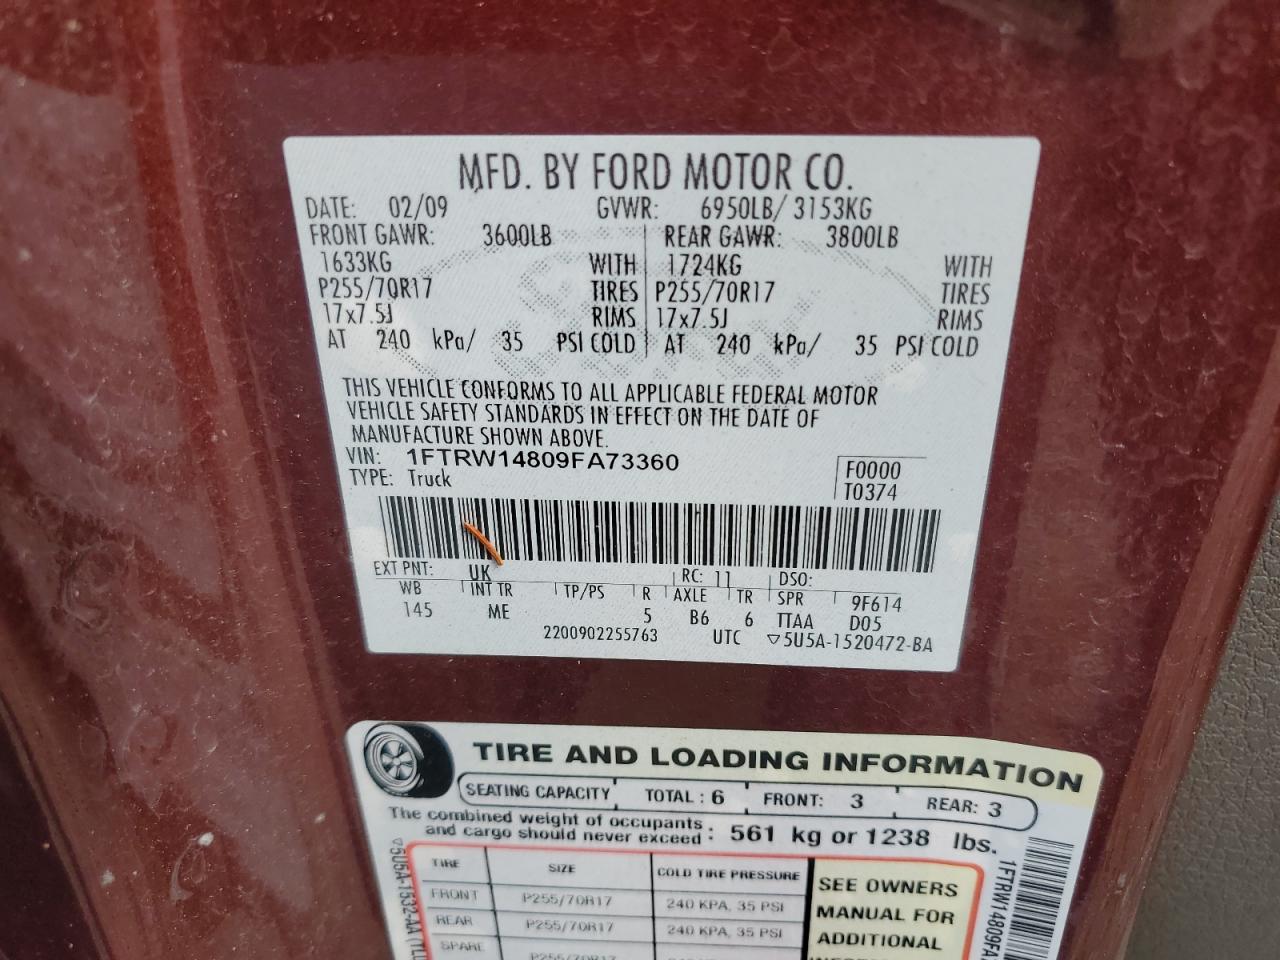 MFD. BY FORD MOTOR CO.
DATE: 02/09 GVWR: 6950LB/ 3153KG
FRONT GAWR: 3600LB REAR GAWR: 3800LB
1633KG WITH 1724KG WITH
P255/70R17 TIRES P255/70R17 TIRES
17x7.5J RIMS 17x7.5J RIMS
AT 240 kPa/ 35 PSI COLD AT 240 kPa/ 35 PSI COLD
THIS VEHICLE CONFORMS TO ALL APPLICABLE FEDERAL MOTOR
VEHICLE SAFETY STANDARDS IN EFFECT ON THE DATE OF
MANUFACTURE SHOWN ABOVE.
VIN: 1FTRW14809FA73360 F0000
TYPE: Truck T0374
EXT PNT: UK RC: 11 DSO:
WB INT TR TP/PS R AXLE TR SPR 9F614
145 ME 5 B6 6 TTAA D05
2200902255763 UTC ▽5U5A-1520472-BA
TIRE AND LOADING INFORMATION
SEATING CAPACITY TOTAL : 6 FRONT: 3 REAR: 3
The combined weight of occupants
and cargo should never exceed : 561 kg or 1238 lbs.
TIRE SIZE COLD TIRE PRESSURE
FRONT P255/70R17 240 KPA, 35 PSI
REAR P255/70R17 240 KPA, 35 PSI
SPARE P255/70R17
SEE OWNERS
MANUAL FOR
ADDITIONAL
▽5U5A-1532-AA
1FTRW14809FA